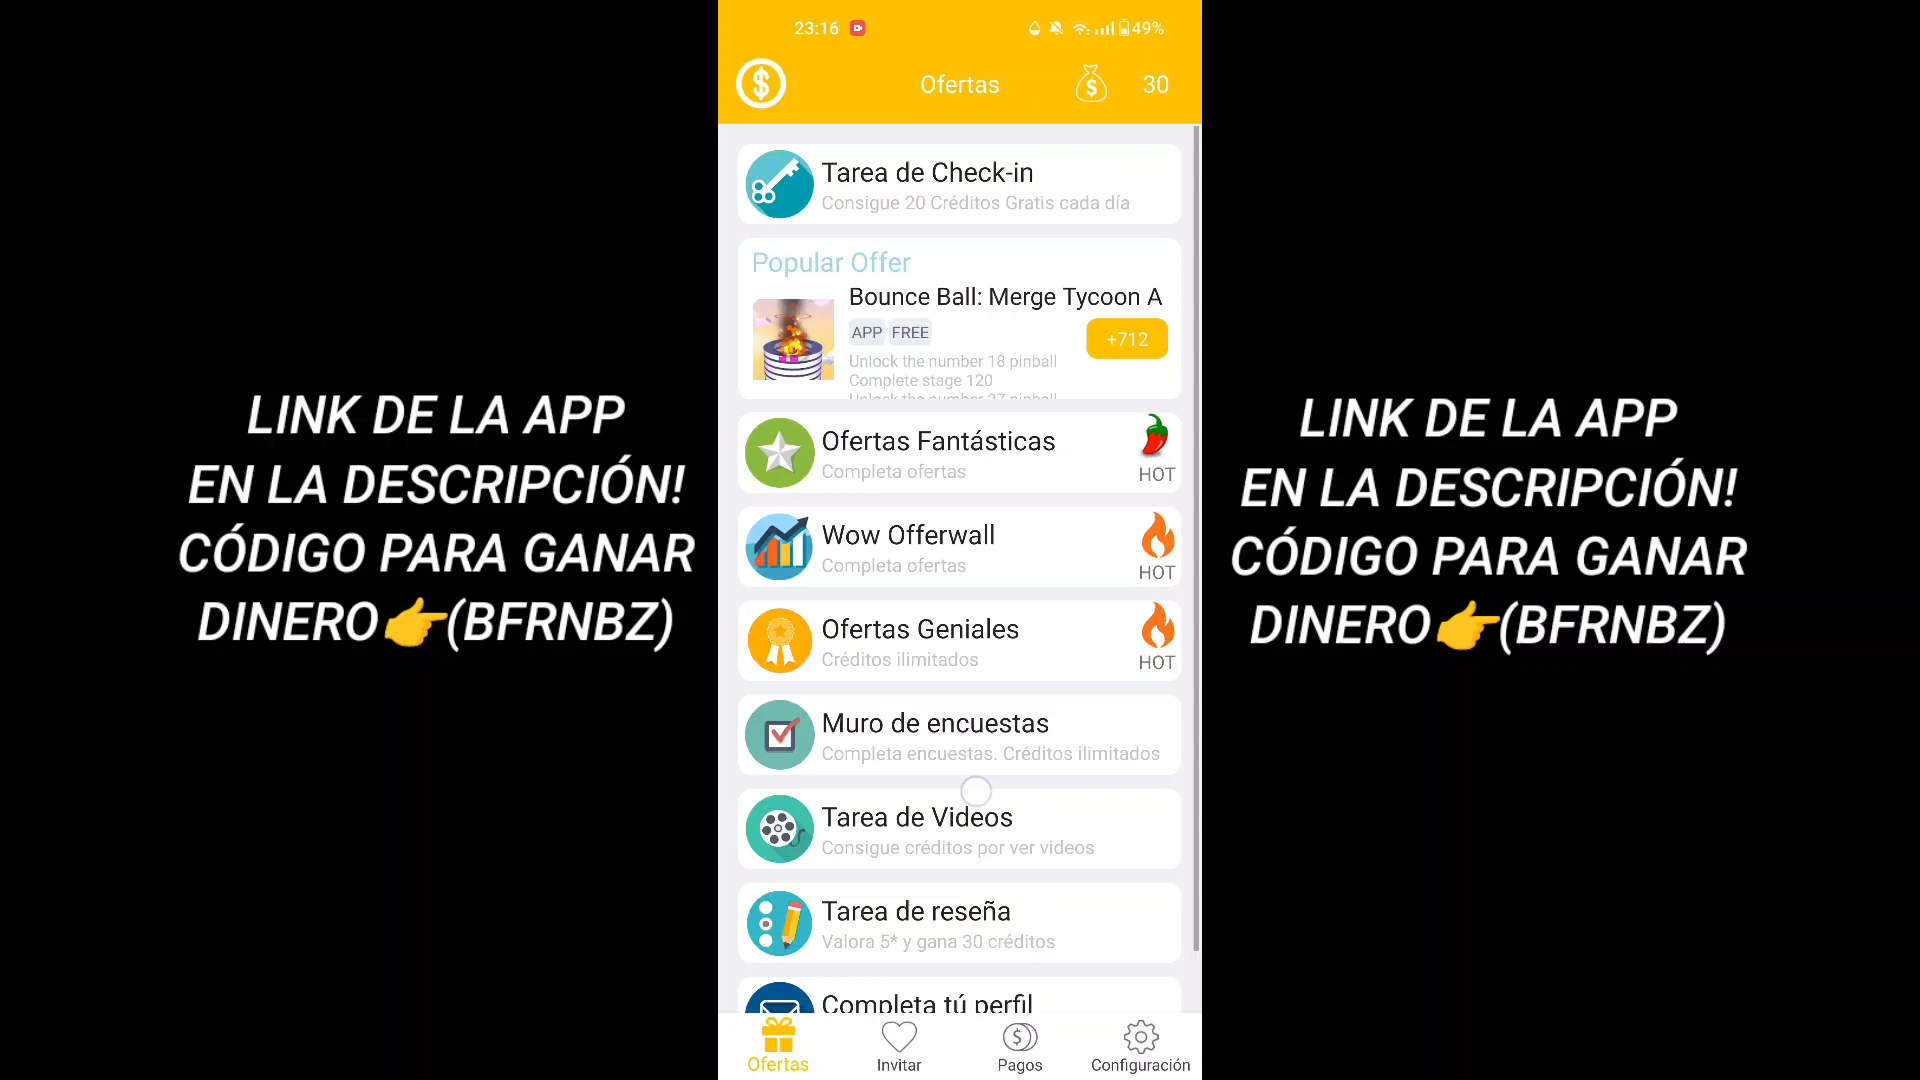 23:16
49%
Ofertas
30
Tarea de Check-in
Consigue 20 Créditos Gratis cada día
Popular Offer
Bounce Ball: Merge Tycoon A
APP FREE
+712
Unlock the number 18 pinball
Complete stage 120
Unlock the number 27 pinball
Ofertas Fantásticas
Completa ofertas
HOT
Wow Offerwall
Completa ofertas
HOT
Ofertas Geniales
Créditos ilimitados
HOT
Muro de encuestas
Completa encuestas. Créditos ilimitados
Tarea de Videos
Consigue créditos por ver videos
Tarea de reseña
Valora 5* y gana 30 créditos
Completa tú perfil
Ofertas
Invitar
Pagos
Configuración
LINK DE LA APP
EN LA DESCRIPCIÓN!
CÓDIGO PARA GANAR
DINERO👉(BFRNBZ)
LINK DE LA APP
EN LA DESCRIPCIÓN!
CÓDIGO PARA GANAR
DINERO👉(BFRNBZ)